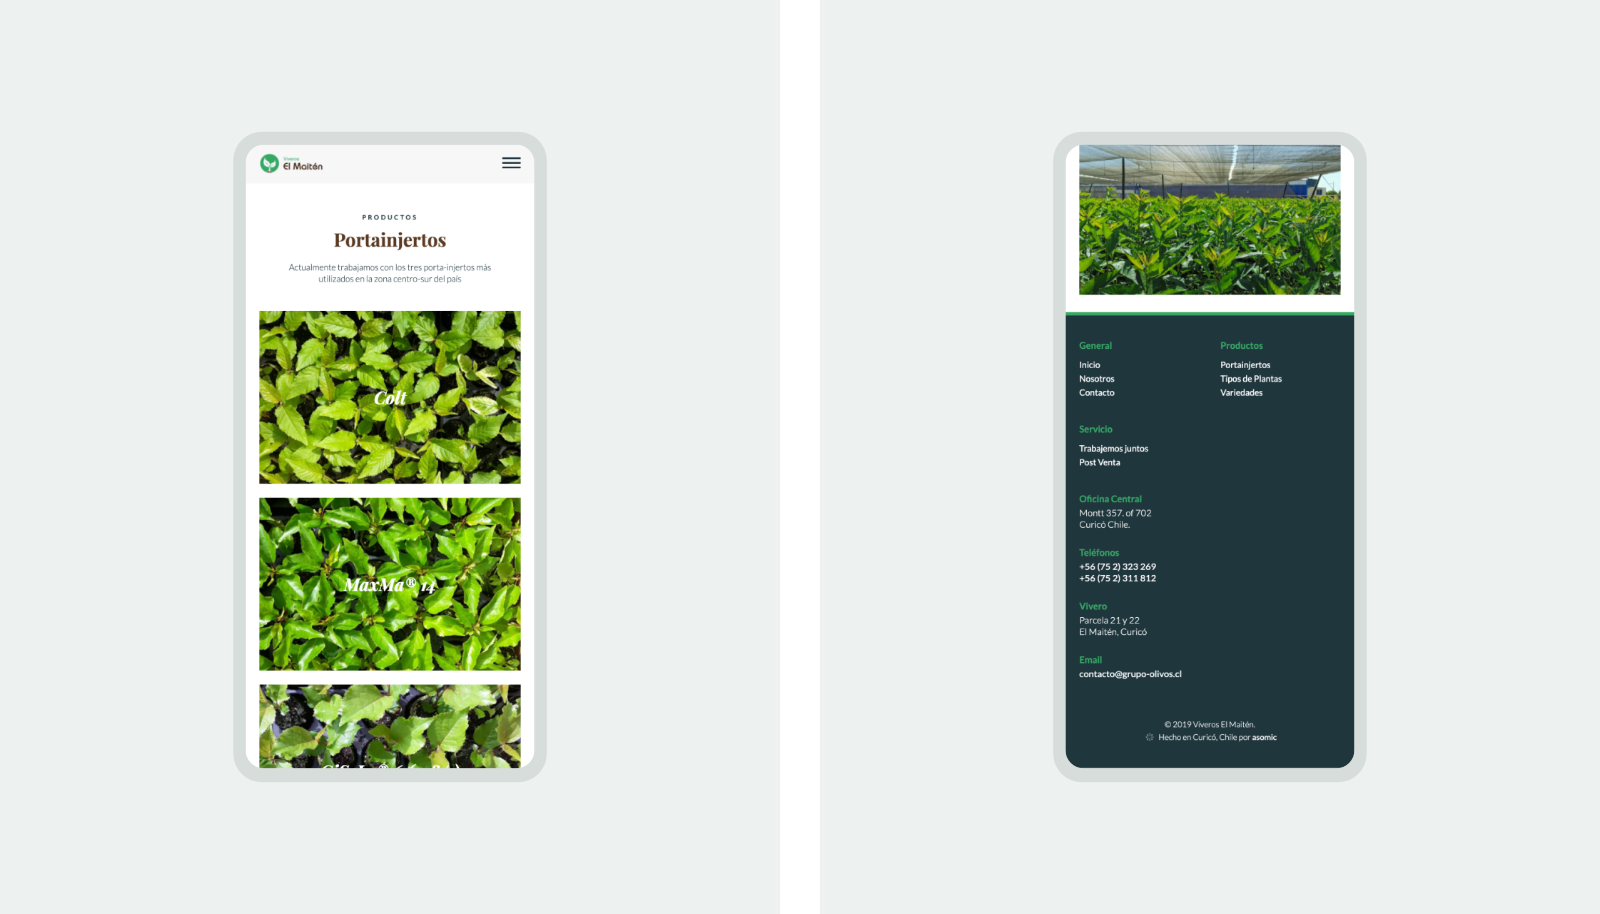 Viveros
El Maitén
PRODUCTOS
Portainjertos
Actualmente trabajamos con los tres porta-injertos más
utilizados en la zona centro-sur del país
Colt
MaxMa® 14
General
Inicio
Nosotros
Contacto
Productos
Portainjertos
Tipos de Plantas
Variedades
Servicio
Trabajemos juntos
Post Venta
Oficina Central
Montt 357. of 702
Curicó Chile.
Teléfonos
+56 (75 2) 323 269
+56 (75 2) 311 812
Vivero
Parcela 21 y 22
El Maitén, Curicó
Email
contacto@grupo-olivos.cl
© 2019 Viveros El Maitén.
Hecho en Curicó, Chile por asomic